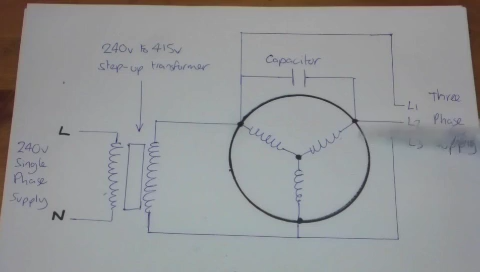 240v to 415v
step-up transformer
Capacitor
L
240v
Single
Phase
Supply
N
L1 Three
L2 Phase
L3